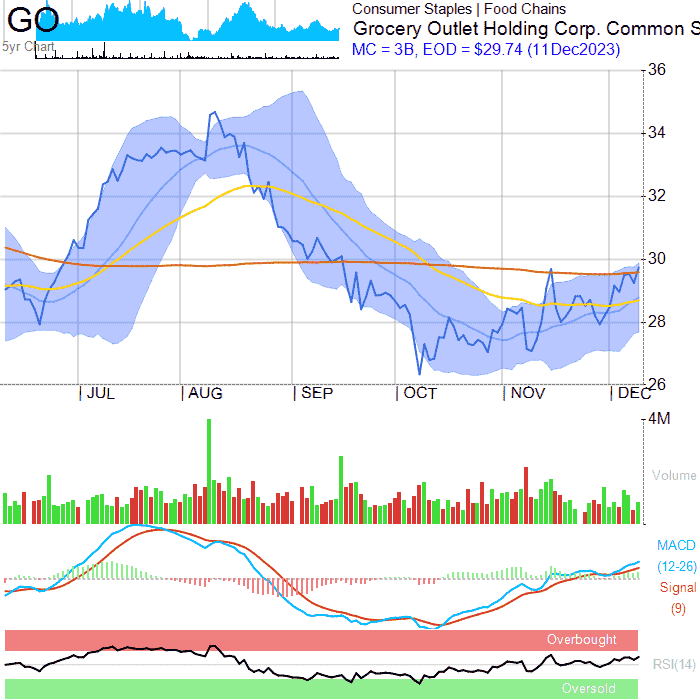 GO
5yr Chart
Consumer Staples | Food Chains
Grocery Outlet Holding Corp. Common S
MC = 3B, EOD = $29.74 (11Dec2023)
36
34
32
30
28
26
| JUL | AUG | SEP | OCT | NOV | DEC
4M
Volume
MACD
(12-26)
Signal
(9)
Overbought
RSI(14)
Oversold